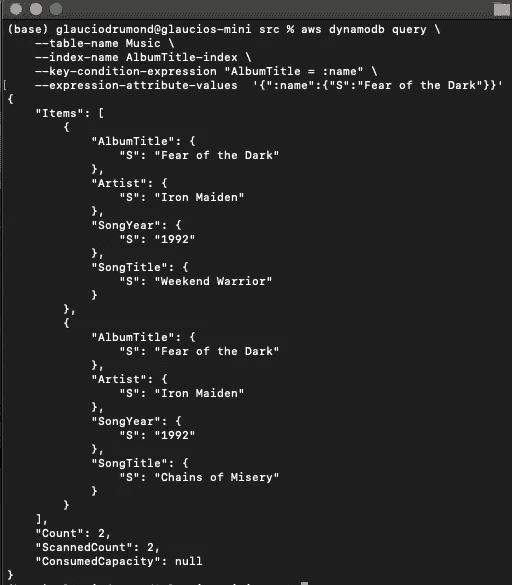 (base) glauciodrumond@glaucios-mini src % aws dynamodb query \
    --table-name Music \
    --index-name AlbumTitle-index \
    --key-condition-expression "AlbumTitle = :name" \
[   --expression-attribute-values  '{":name":{"S":"Fear of the Dark"}}'
{
    "Items": [
        {
            "AlbumTitle": {
                "S": "Fear of the Dark"
            },
            "Artist": {
                "S": "Iron Maiden"
            },
            "SongYear": {
                "S": "1992"
            },
            "SongTitle": {
                "S": "Weekend Warrior"
            }
        },
        {
            "AlbumTitle": {
                "S": "Fear of the Dark"
            },
            "Artist": {
                "S": "Iron Maiden"
            },
            "SongYear": {
                "S": "1992"
            },
            "SongTitle": {
                "S": "Chains of Misery"
            }
        }
    ],
    "Count": 2,
    "ScannedCount": 2,
    "ConsumedCapacity": null
}